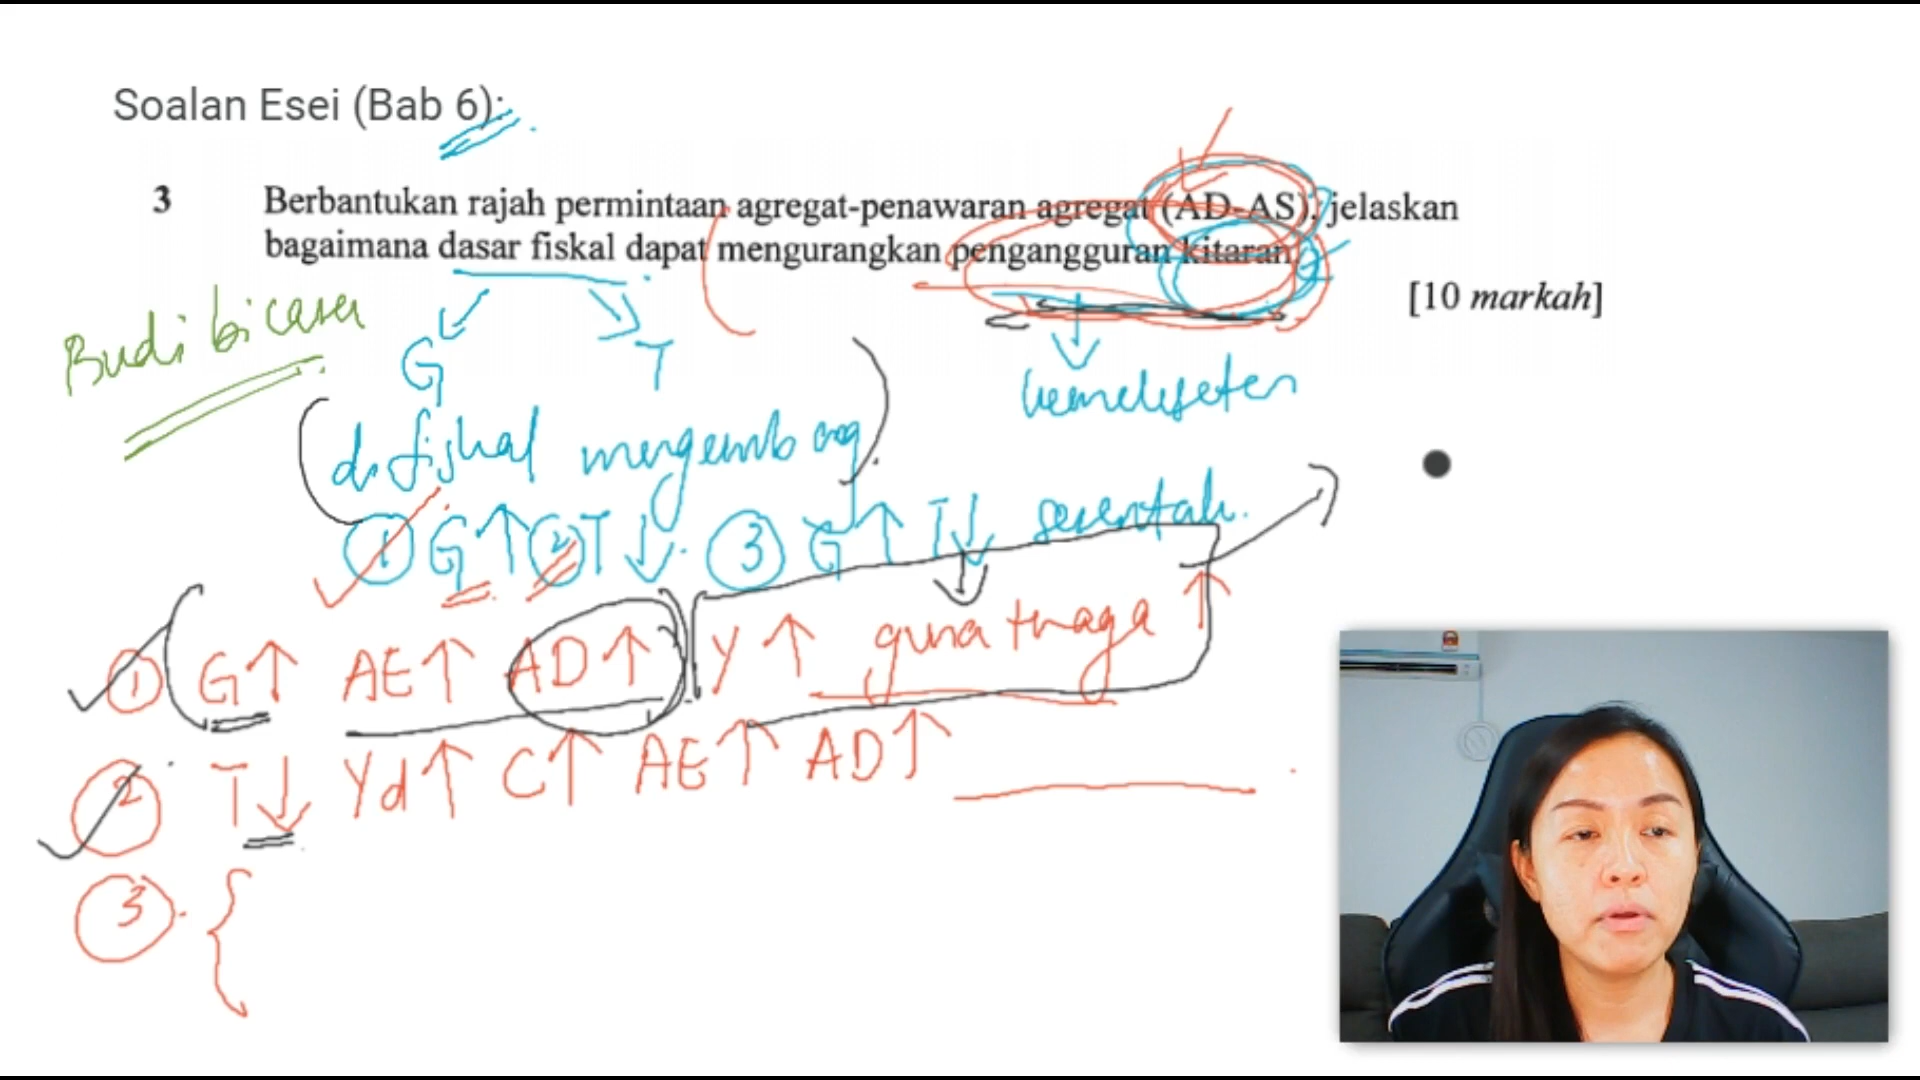 Soalan Esei (Bab 6):
3 Berbantukan rajah permintaan agregat-penawaran agregat (AD-AS), jelaskan
bagaimana dasar fiskal dapat mengurangkan pengangguran kitaran.
[10 markah]
Budi bicara
G T
kemelesetan
d. fiskal mengembang.
① G↑ ② T↓. ③ G↑ T↓ serentak.
① G↑ AE↑ AD↑ Y↑ guna tnaga ↑
② T↓ Yd↑ C↑ AE↑ AD↑
③. {